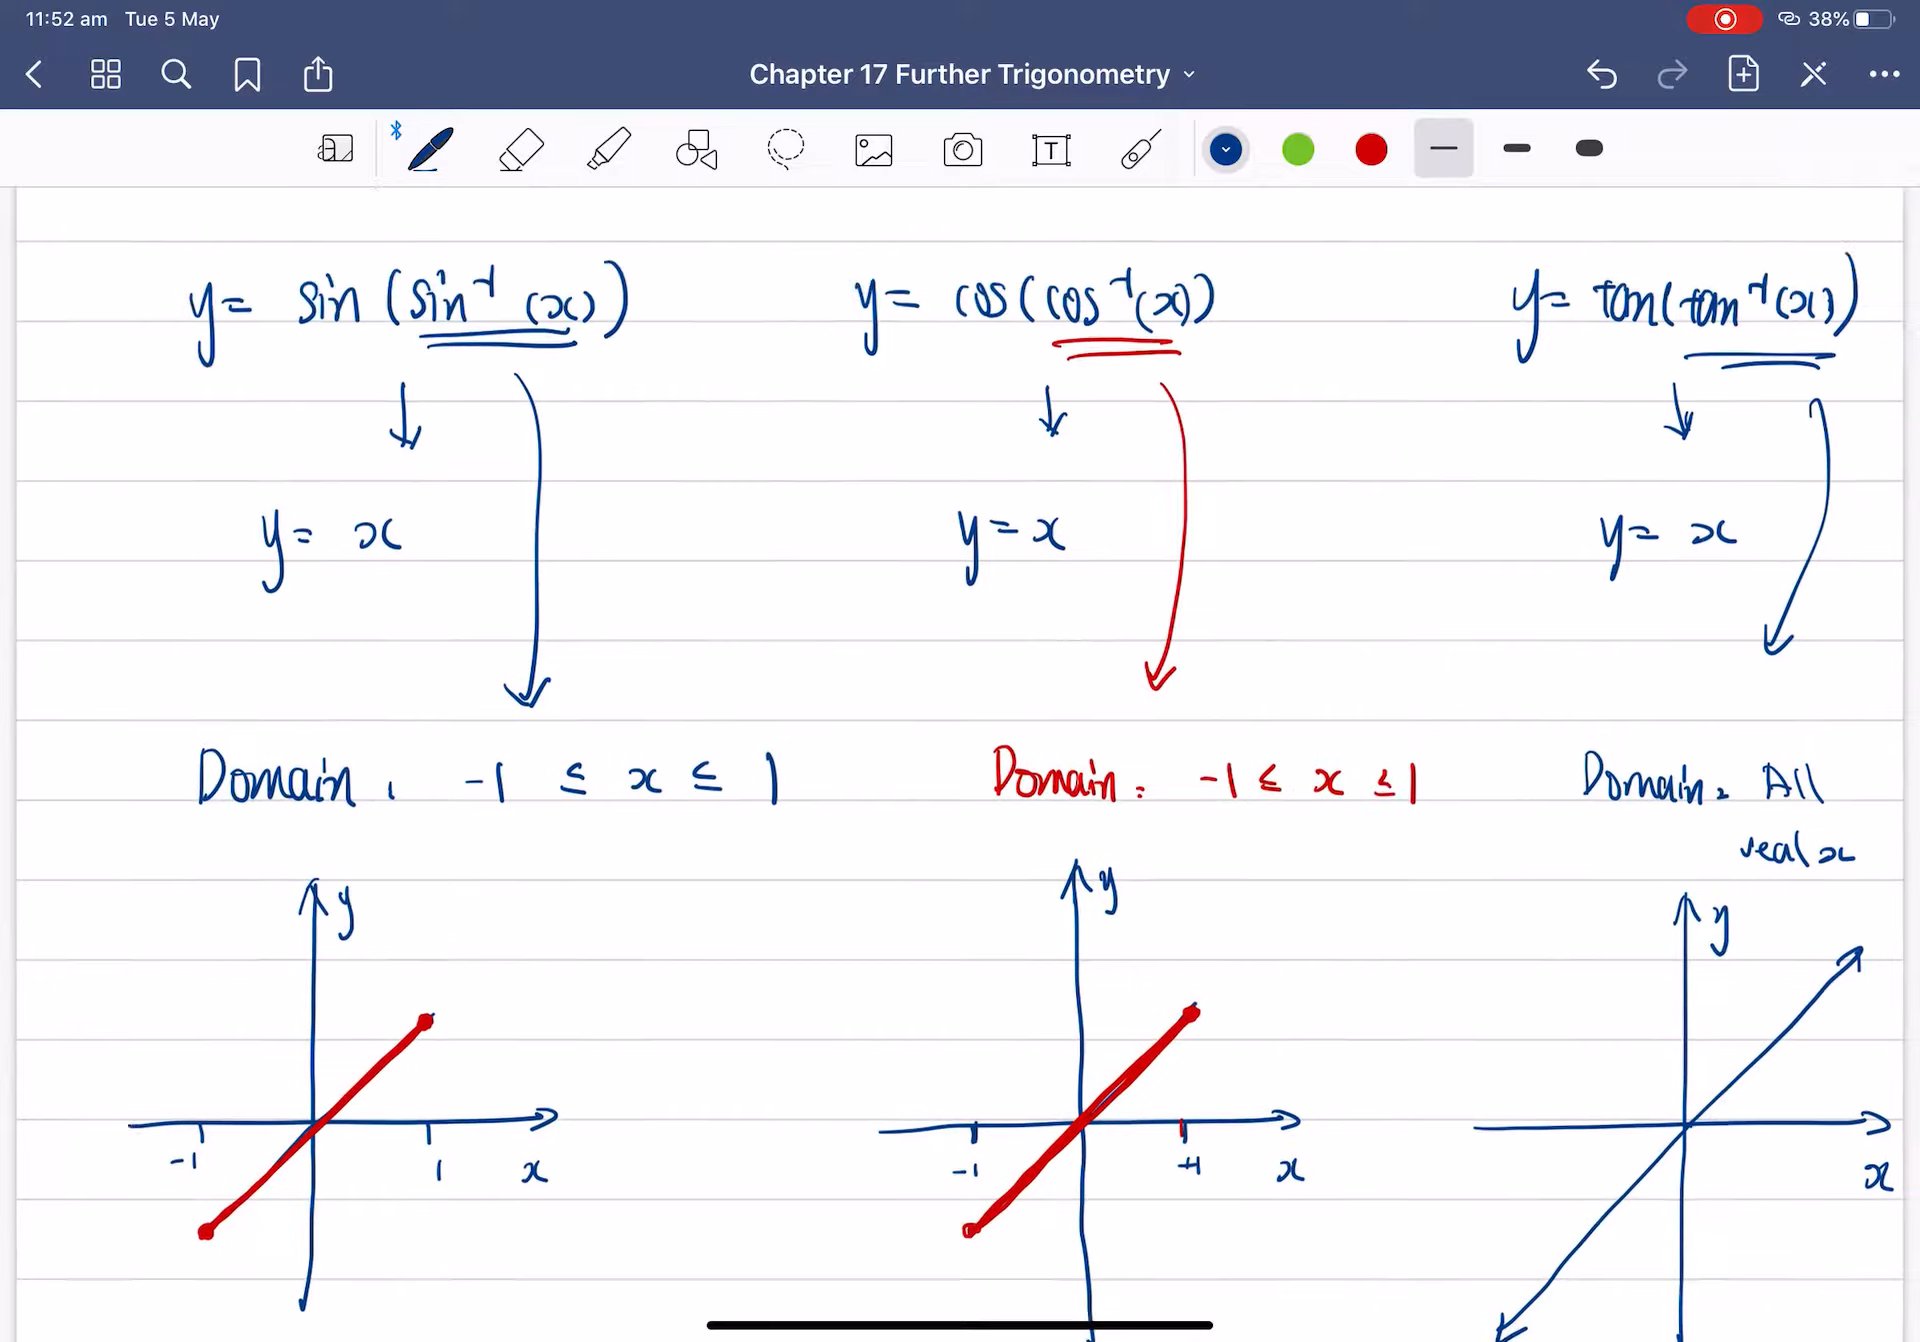 11:52 am Tue 5 May
38%
Chapter 17 Further Trigonometry
a
T
y = sin (sin⁻¹ (x))
y = cos(cos⁻¹(x))
y = tan(tan⁻¹(x))
y = x
y = x
y = x
Domain : -1 ≤ x ≤ 1
Domain : -1 ≤ x ≤ 1
Domain : All
real x
y
y
y
-1
1
x
-1
+1
x
x